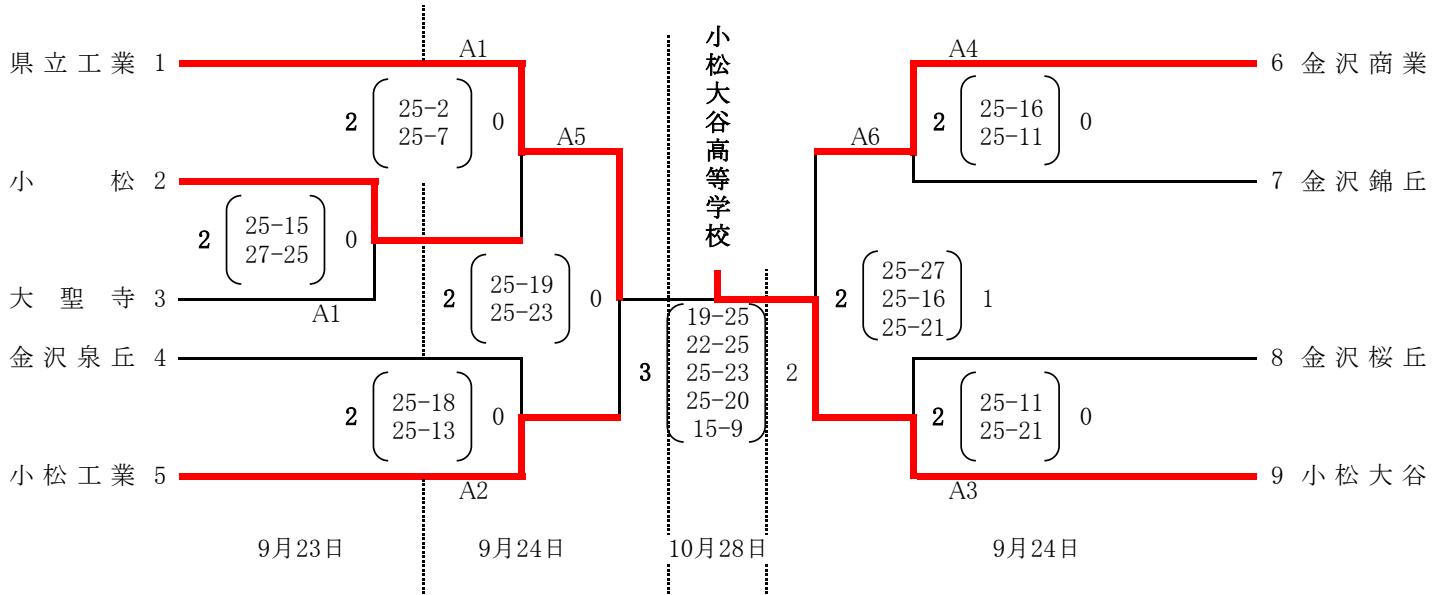 県立工業 1
A1
2
25-2
25-7
0
小松 2
2
25-15
27-25
0
大聖寺 3
A1
A5
2
25-19
25-23
0
金沢泉丘 4
2
25-18
25-13
0
小松工業 5
A2
小松大谷高等学校
3
19-25
22-25
25-23
25-20
15-9
2
A4
6 金沢商業
2
25-16
25-11
0
A6
7 金沢錦丘
2
25-27
25-16
25-21
1
8 金沢桜丘
2
25-11
25-21
0
A3
9 小松大谷
9月23日
9月24日
10月28日
9月24日